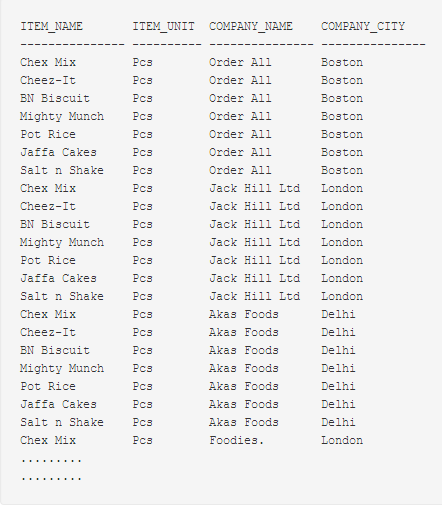 ITEM_NAME       ITEM_UNIT  COMPANY_NAME    COMPANY_CITY
--------------- ---------- --------------- ---------------
Chex Mix        Pcs        Order All       Boston
Cheez-It        Pcs        Order All       Boston
BN Biscuit      Pcs        Order All       Boston
Mighty Munch    Pcs        Order All       Boston
Pot Rice        Pcs        Order All       Boston
Jaffa Cakes     Pcs        Order All       Boston
Salt n Shake    Pcs        Order All       Boston
Chex Mix        Pcs        Jack Hill Ltd   London
Cheez-It        Pcs        Jack Hill Ltd   London
BN Biscuit      Pcs        Jack Hill Ltd   London
Mighty Munch    Pcs        Jack Hill Ltd   London
Pot Rice        Pcs        Jack Hill Ltd   London
Jaffa Cakes     Pcs        Jack Hill Ltd   London
Salt n Shake    Pcs        Jack Hill Ltd   London
Chex Mix        Pcs        Akas Foods      Delhi
Cheez-It        Pcs        Akas Foods      Delhi
BN Biscuit      Pcs        Akas Foods      Delhi
Mighty Munch    Pcs        Akas Foods      Delhi
Pot Rice        Pcs        Akas Foods      Delhi
Jaffa Cakes     Pcs        Akas Foods      Delhi
Salt n Shake    Pcs        Akas Foods      Delhi
Chex Mix        Pcs        Foodies.        London
.........
.........